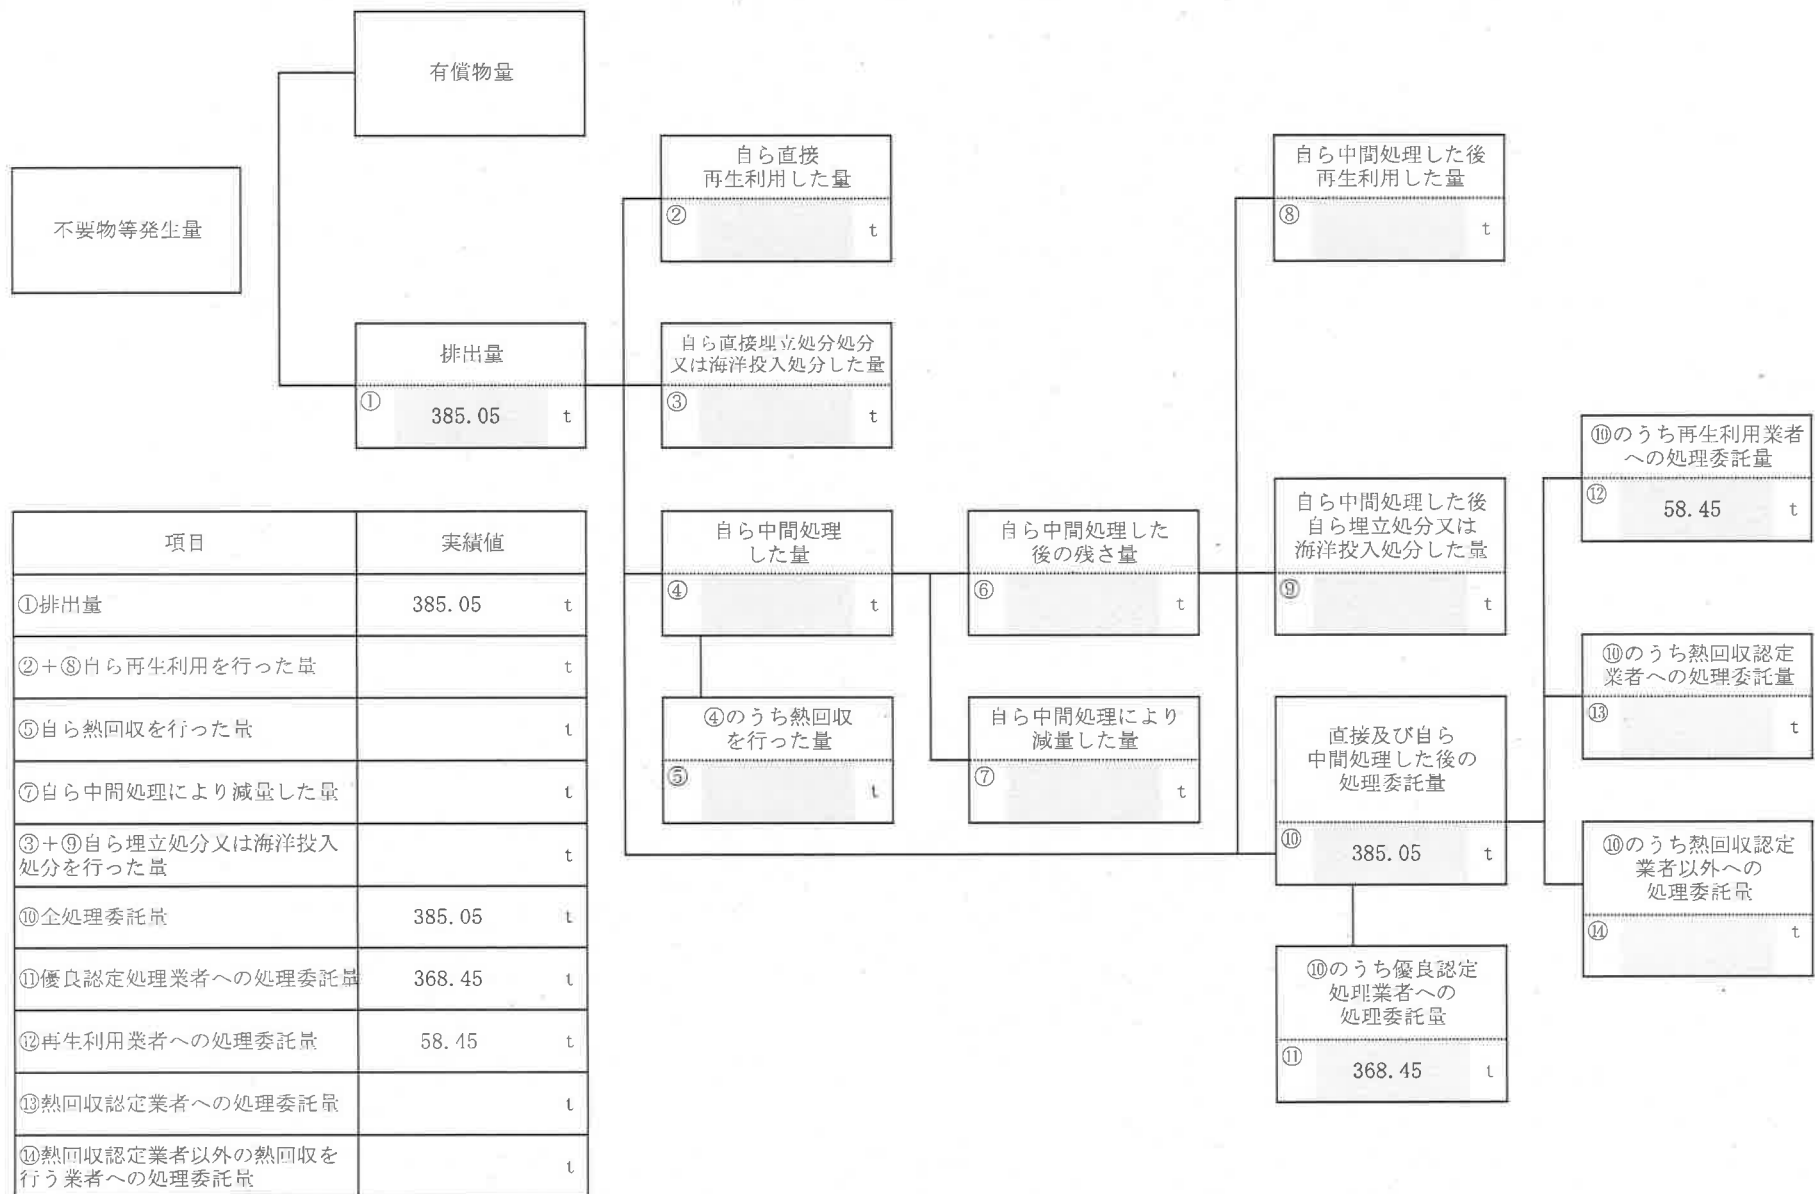 有償物量
不要物等発生量
排出量
① 385.05 t
自ら直接
再生利用した量
② t
自ら直接埋立処分処分
又は海洋投入処分した量
③ t
自ら中間処理
した量
④ t
④のうち熱回収
を行った量
⑤ t
自ら中間処理した
後の残さ量
⑥ t
自ら中間処理により
減量した量
⑦ t
自ら中間処理した後
再生利用した量
⑧ t
自ら中間処理した後
自ら埋立処分又は
海洋投入処分した量
⑨ t
直接及び自ら
中間処理した後の
処理委託量
⑩ 385.05 t
⑩のうち優良認定
処理業者への
処理委託量
⑪ 368.45 t
⑩のうち再生利用業者
への処理委託量
⑫ 58.45 t
⑩のうち熱回収認定
業者への処理委託量
⑬ t
⑩のうち熱回収認定
業者以外への
処理委託量
⑭ t
項目 実績値
①排出量 385.05 t
②+⑧自ら再生利用を行った量 t
⑤自ら熱回収を行った量 t
⑦自ら中間処理により減量した量 t
③+⑨自ら埋立処分又は海洋投入
処分を行った量 t
⑩全処理委託量 385.05 t
⑪優良認定処理業者への処理委託量 368.45 t
⑫再生利用業者への処理委託量 58.45 t
⑬熱回収認定業者への処理委託量 t
⑭熱回収認定業者以外の熱回収を
行う業者への処理委託量 t